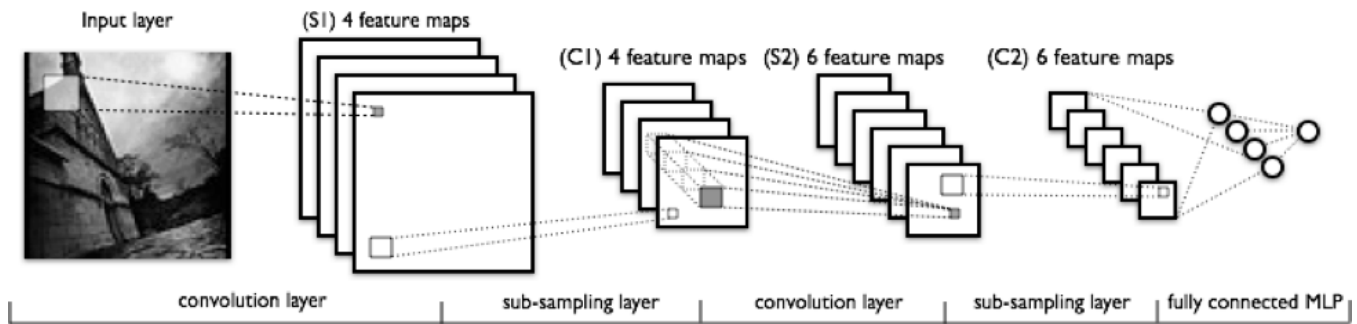 Input layer
(S1) 4 feature maps
(C1) 4 feature maps
(S2) 6 feature maps
(C2) 6 feature maps
convolution layer
sub-sampling layer
convolution layer
sub-sampling layer
fully connected MLP